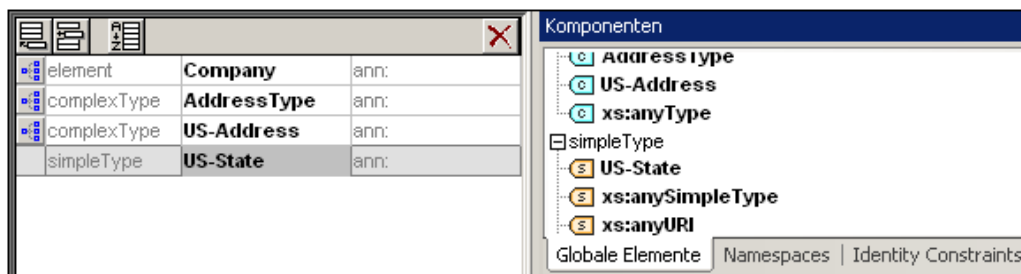 element Company ann:
complexType AddressType ann:
complexType US-Address ann:
simpleType US-State ann:
Komponenten
AddressType
US-Address
xs:anyType
simpleType
US-State
xs:anySimpleType
xs:anyURI
Globale Elemente Namespaces Identity Constraints